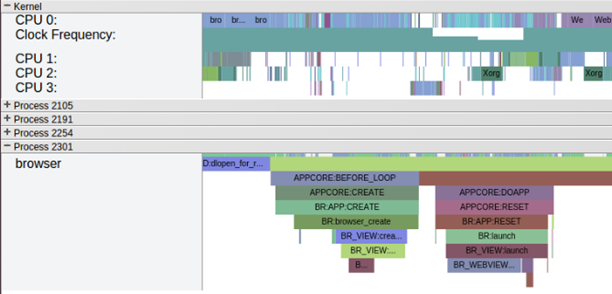 Kernel
CPU 0:
bro br... bro We Web
Clock Frequency:
CPU 1:
CPU 2:
Xorg Xorg
CPU 3:
Process 2105
Process 2191
Process 2254
Process 2301
browser
D:dlopen_for_r...
APPCORE:BEFORE_LOOP
APPCORE:CREATE APPCORE:DOAPP
BR:APP:CREATE APPCORE:RESET
BR:browser_create BR:APP:RESET
BR_VIEW:crea... BR:launch
BR_VIEW:... BR_VIEW:launch
B... BR_WEBVIEW...